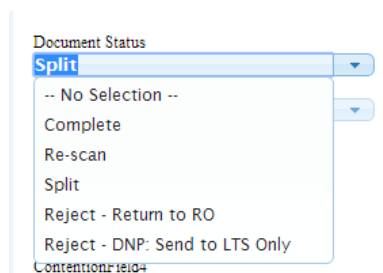 Document Status
Split
-- No Selection --
Complete
Re-scan
Split
Reject - Return to RO
Reject - DNP: Send to LTS Only
ContentionField4